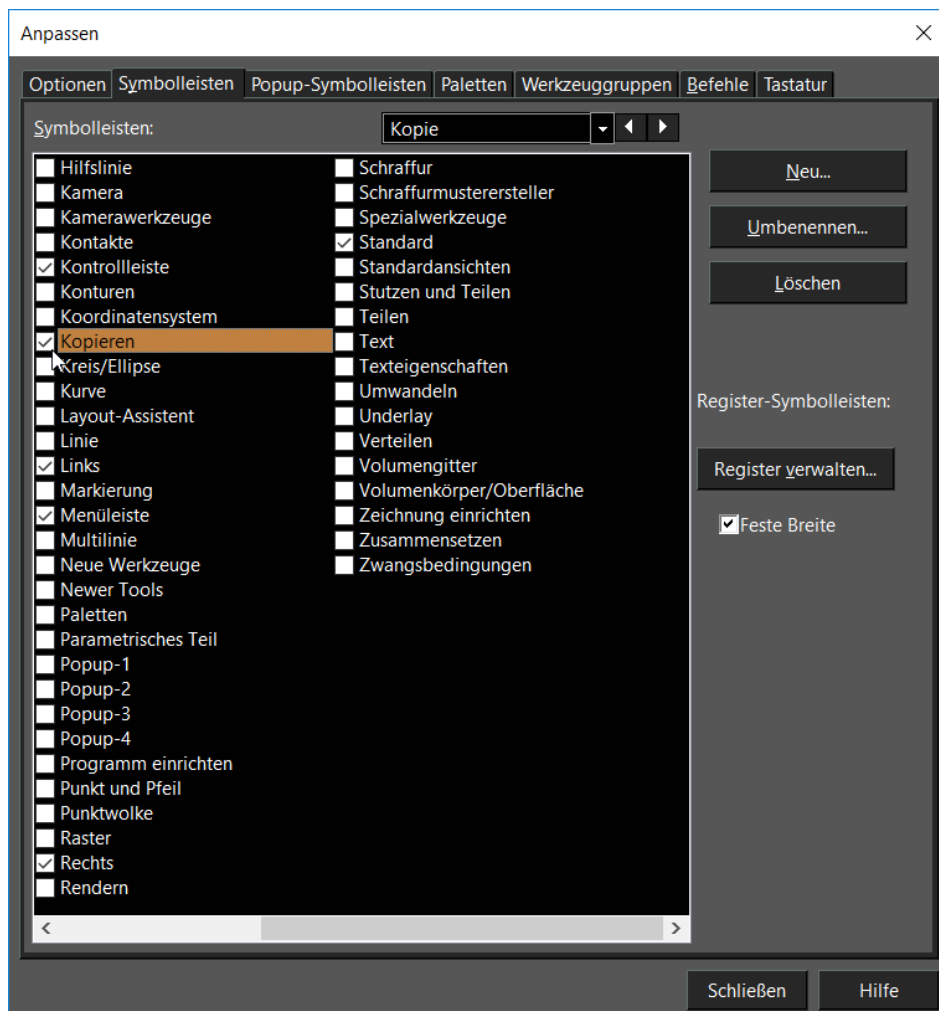 Anpassen
Optionen Symbolleisten Popup-Symbolleisten Paletten Werkzeuggruppen Befehle Tastatur
Symbolleisten: Kopie
Hilfslinie
Kamera
Kamerawerkzeuge
Kontakte
Kontrollleiste
Konturen
Koordinatensystem
Kopieren
Kreis/Ellipse
Kurve
Layout-Assistent
Linie
Links
Markierung
Menüleiste
Multilinie
Neue Werkzeuge
Newer Tools
Paletten
Parametrisches Teil
Popup-1
Popup-2
Popup-3
Popup-4
Programm einrichten
Punkt und Pfeil
Punktwolke
Raster
Rechts
Rendern
Schraffur
Schraffurmusterersteller
Spezialwerkzeuge
Standard
Standardansichten
Stutzen und Teilen
Teilen
Text
Texteigenschaften
Umwandeln
Underlay
Verteilen
Volumengitter
Volumenkörper/Oberfläche
Zeichnung einrichten
Zusammensetzen
Zwangsbedingungen
Neu...
Umbenennen...
Löschen
Register-Symbolleisten:
Register verwalten...
Feste Breite
Schließen Hilfe